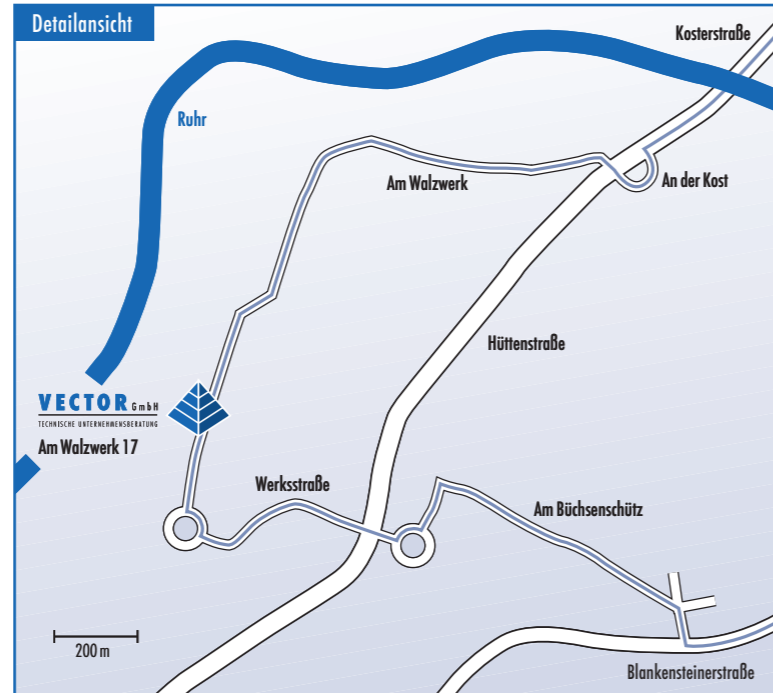 Detailansicht
Kosterstraße
Ruhr
Am Walzwerk
An der Kost
Hüttenstraße
VECTOR GmbH
TECHNISCHE UNTERNEHMENSBERATUNG
Am Walzwerk 17
Werksstraße
Am Büchsenschütz
200 m
Blankensteinerstraße